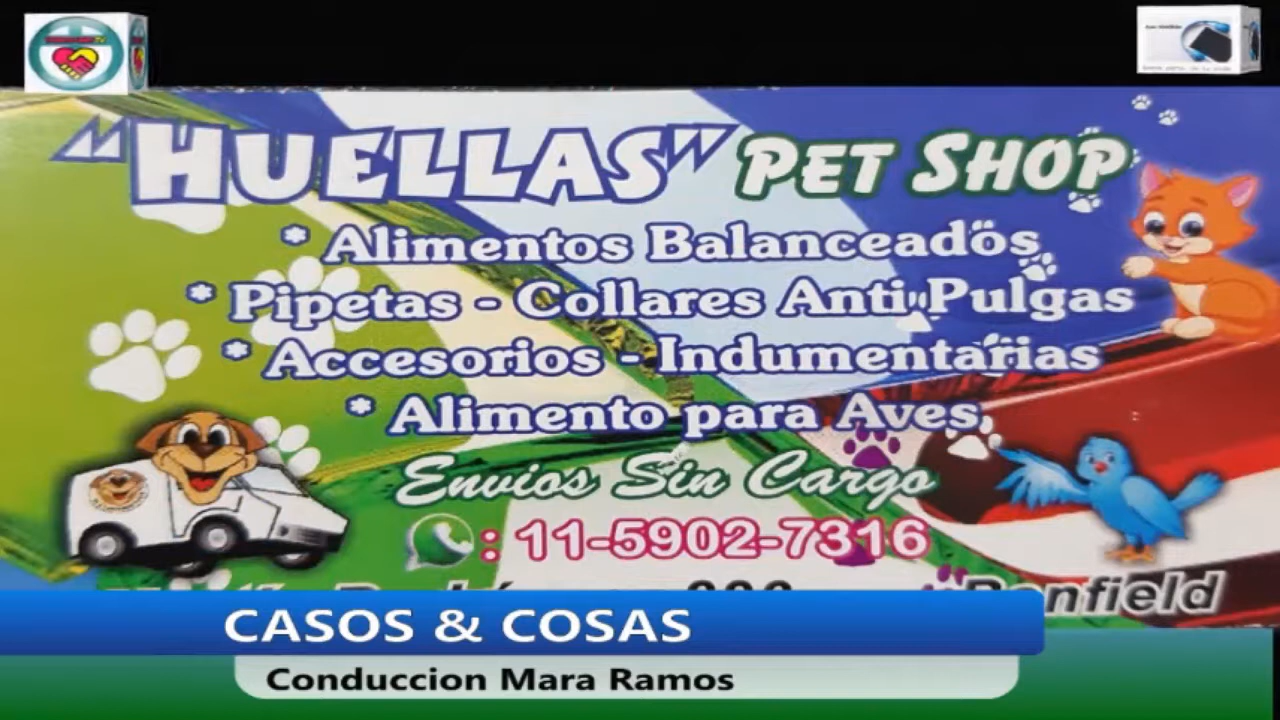 "HUELLAS" PET SHOP
* Alimentos Balanceados
* Pipetas - Collares Anti Pulgas
* Accesorios - Indumentarias
* Alimento para Aves
Envios Sin Cargo
: 11-5902-7316
Banfield
CASOS & COSAS
Conduccion Mara Ramos